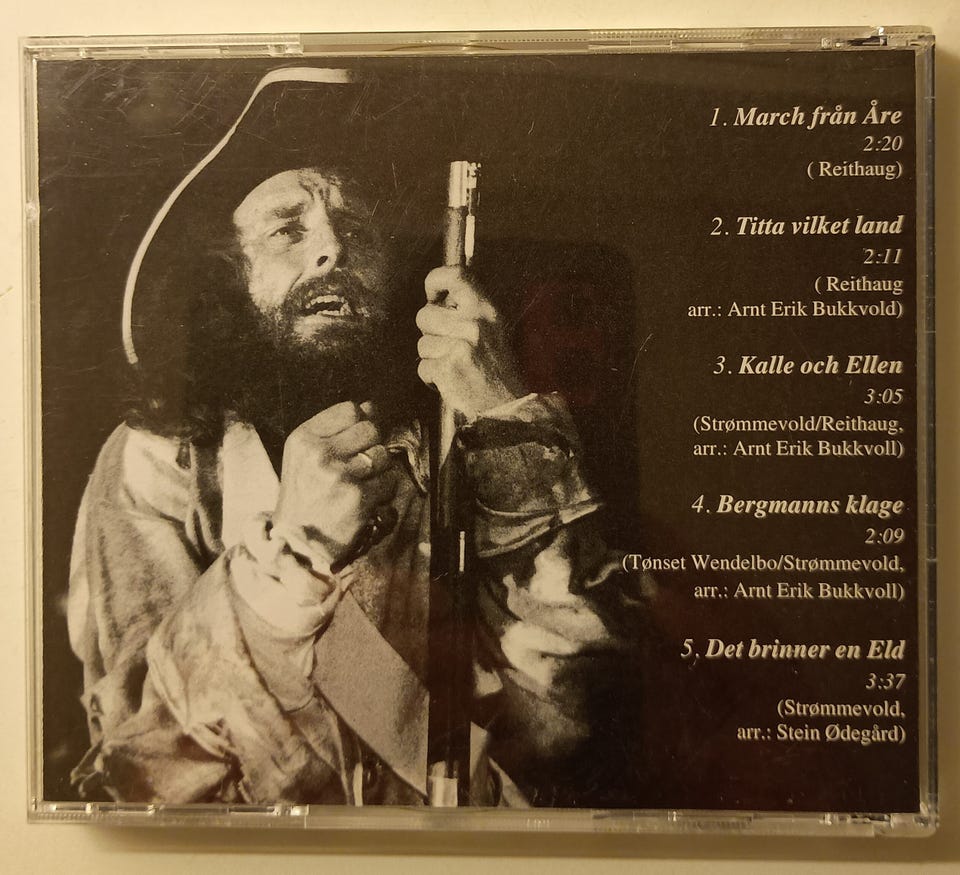 1. March från Åre
2:20
( Reithaug)
2. Titta vilket land
2:11
( Reithaug
arr.: Arnt Erik Bukkvold)
3. Kalle och Ellen
3:05
(Strømmevold/Reithaug,
arr.: Arnt Erik Bukkvoll)
4. Bergmanns klage
2:09
(Tønset Wendelbo/Strømmevold,
arr.: Arnt Erik Bukkvoll)
5. Det brinner en Eld
3:37
(Strømmevold,
arr.: Stein Ødegård)